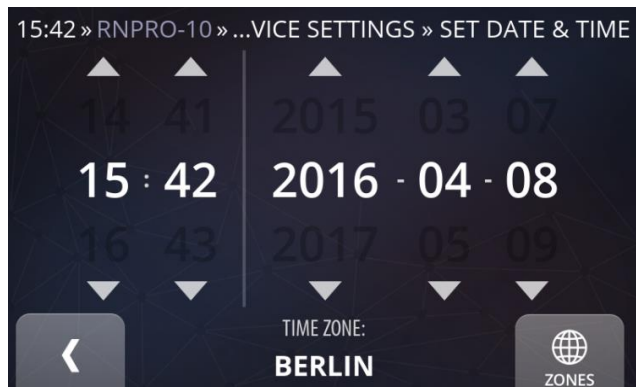 15:42 » RNPRO-10 » ...VICE SETTINGS » SET DATE & TIME
14 41 2015 03 07
15 : 42 2016 - 04 - 08
16 43 2017 05 09
TIME ZONE:
BERLIN
ZONES